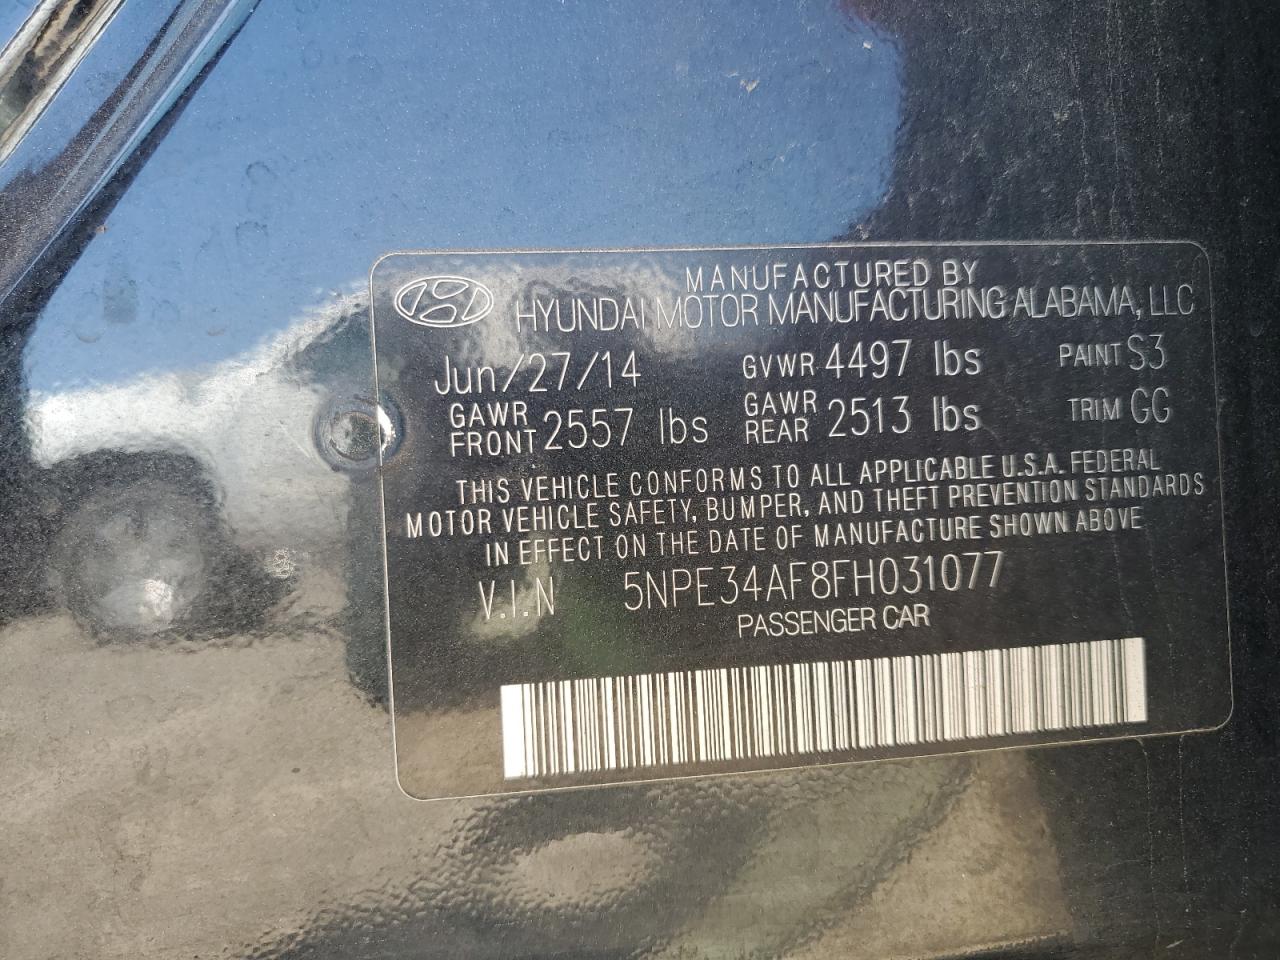 MANUFACTURED BY
HYUNDAI MOTOR MANUFACTURING ALABAMA, LLC
Jun/27/14 GVWR 4497 lbs PAINT S3
GAWR FRONT 2557 lbs GAWR REAR 2513 lbs TRIM GG
THIS VEHICLE CONFORMS TO ALL APPLICABLE U.S.A. FEDERAL
MOTOR VEHICLE SAFETY, BUMPER, AND THEFT PREVENTION STANDARDS
IN EFFECT ON THE DATE OF MANUFACTURE SHOWN ABOVE
V.I.N 5NPE34AF8FH031077
PASSENGER CAR